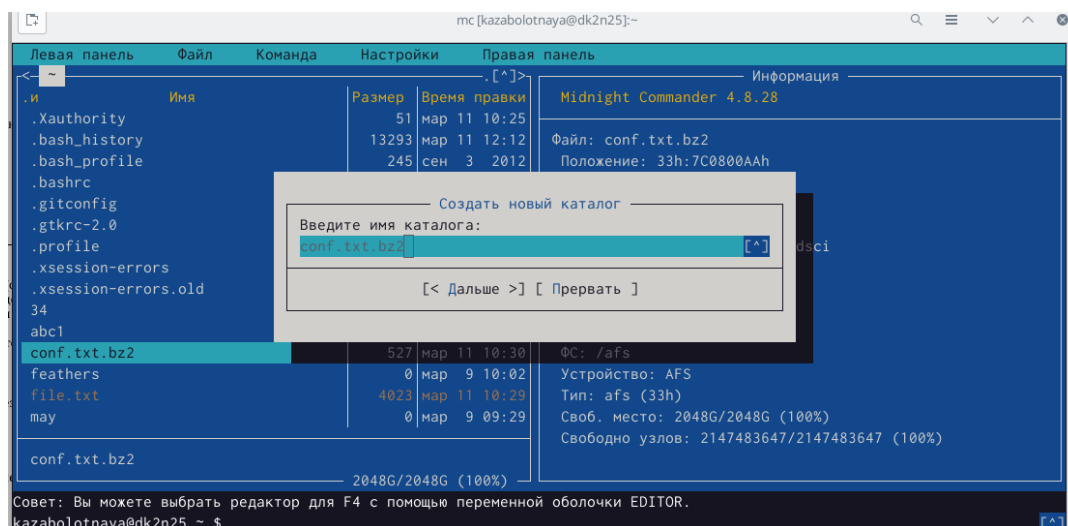 mc [kazabolotnaya@dk2n25]:~
Левая панель Файл Команда Настройки Правая панель
<— ~ .[^]>
.и Имя Размер Время правки
.Xauthority 51 мар 11 10:25
.bash_history 13293 мар 11 12:12
.bash_profile 245 сен 3 2012
.bashrc
.gitconfig
.gtkrc-2.0
.profile
.xsession-errors
.xsession-errors.old
34
abc1
conf.txt.bz2 527 мар 11 10:30
feathers 0 мар 9 10:02
file.txt 4023 мар 11 10:29
may 0 мар 9 09:29
conf.txt.bz2
2048G/2048G (100%)
Информация
Midnight Commander 4.8.28
Файл: conf.txt.bz2
Положение: 33h:7C0800AAh
dsci
ФС: /afs
Устройство: AFS
Тип: afs (33h)
Своб. место: 2048G/2048G (100%)
Свободно узлов: 2147483647/2147483647 (100%)
Создать новый каталог
Введите имя каталога:
conf.txt.bz2 [^]
[< Дальше >] [ Прервать ]
Совет: Вы можете выбрать редактор для F4 с помощью переменной оболочки EDITOR.
kazabolotnaya@dk2n25 ~ $ [^]